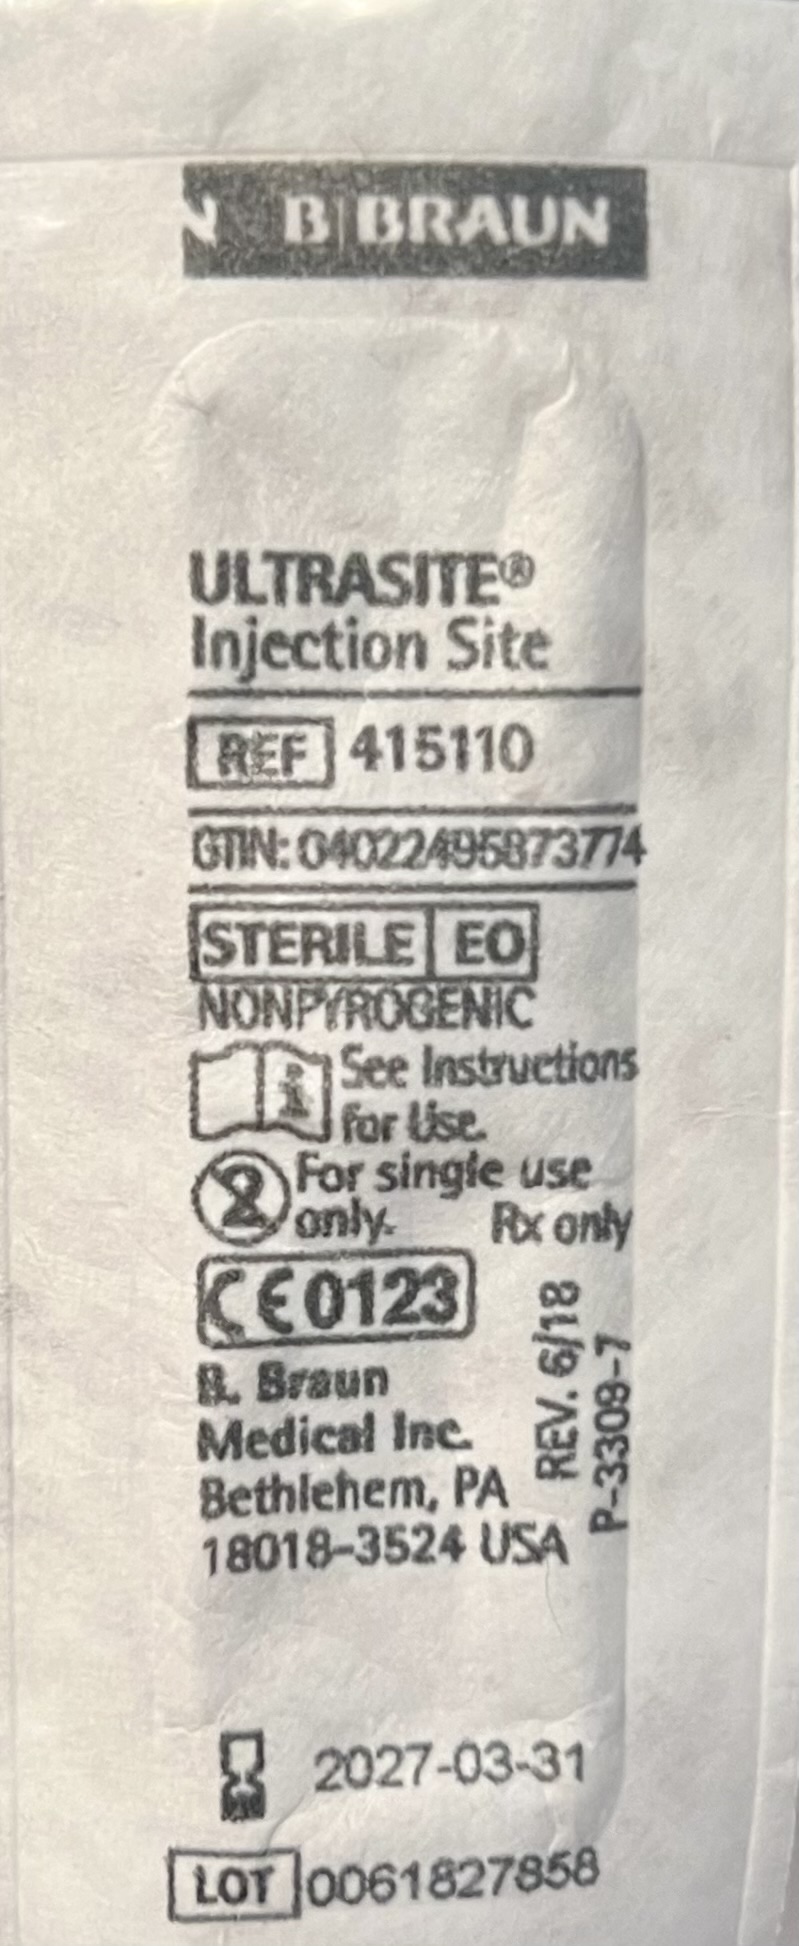 N B|BRAUN
ULTRASITE®
Injection Site
REF 415110
GTIN: 04022495873774
STERILE EO
NONPYROGENIC
See Instructions
for Use.
For single use
only. Rx only
CE0123
B. Braun
Medical Inc.
Bethlehem, PA
18018-3524 USA
REV. 6/18
P-3309-7
2027-03-31
LOT 0061827858